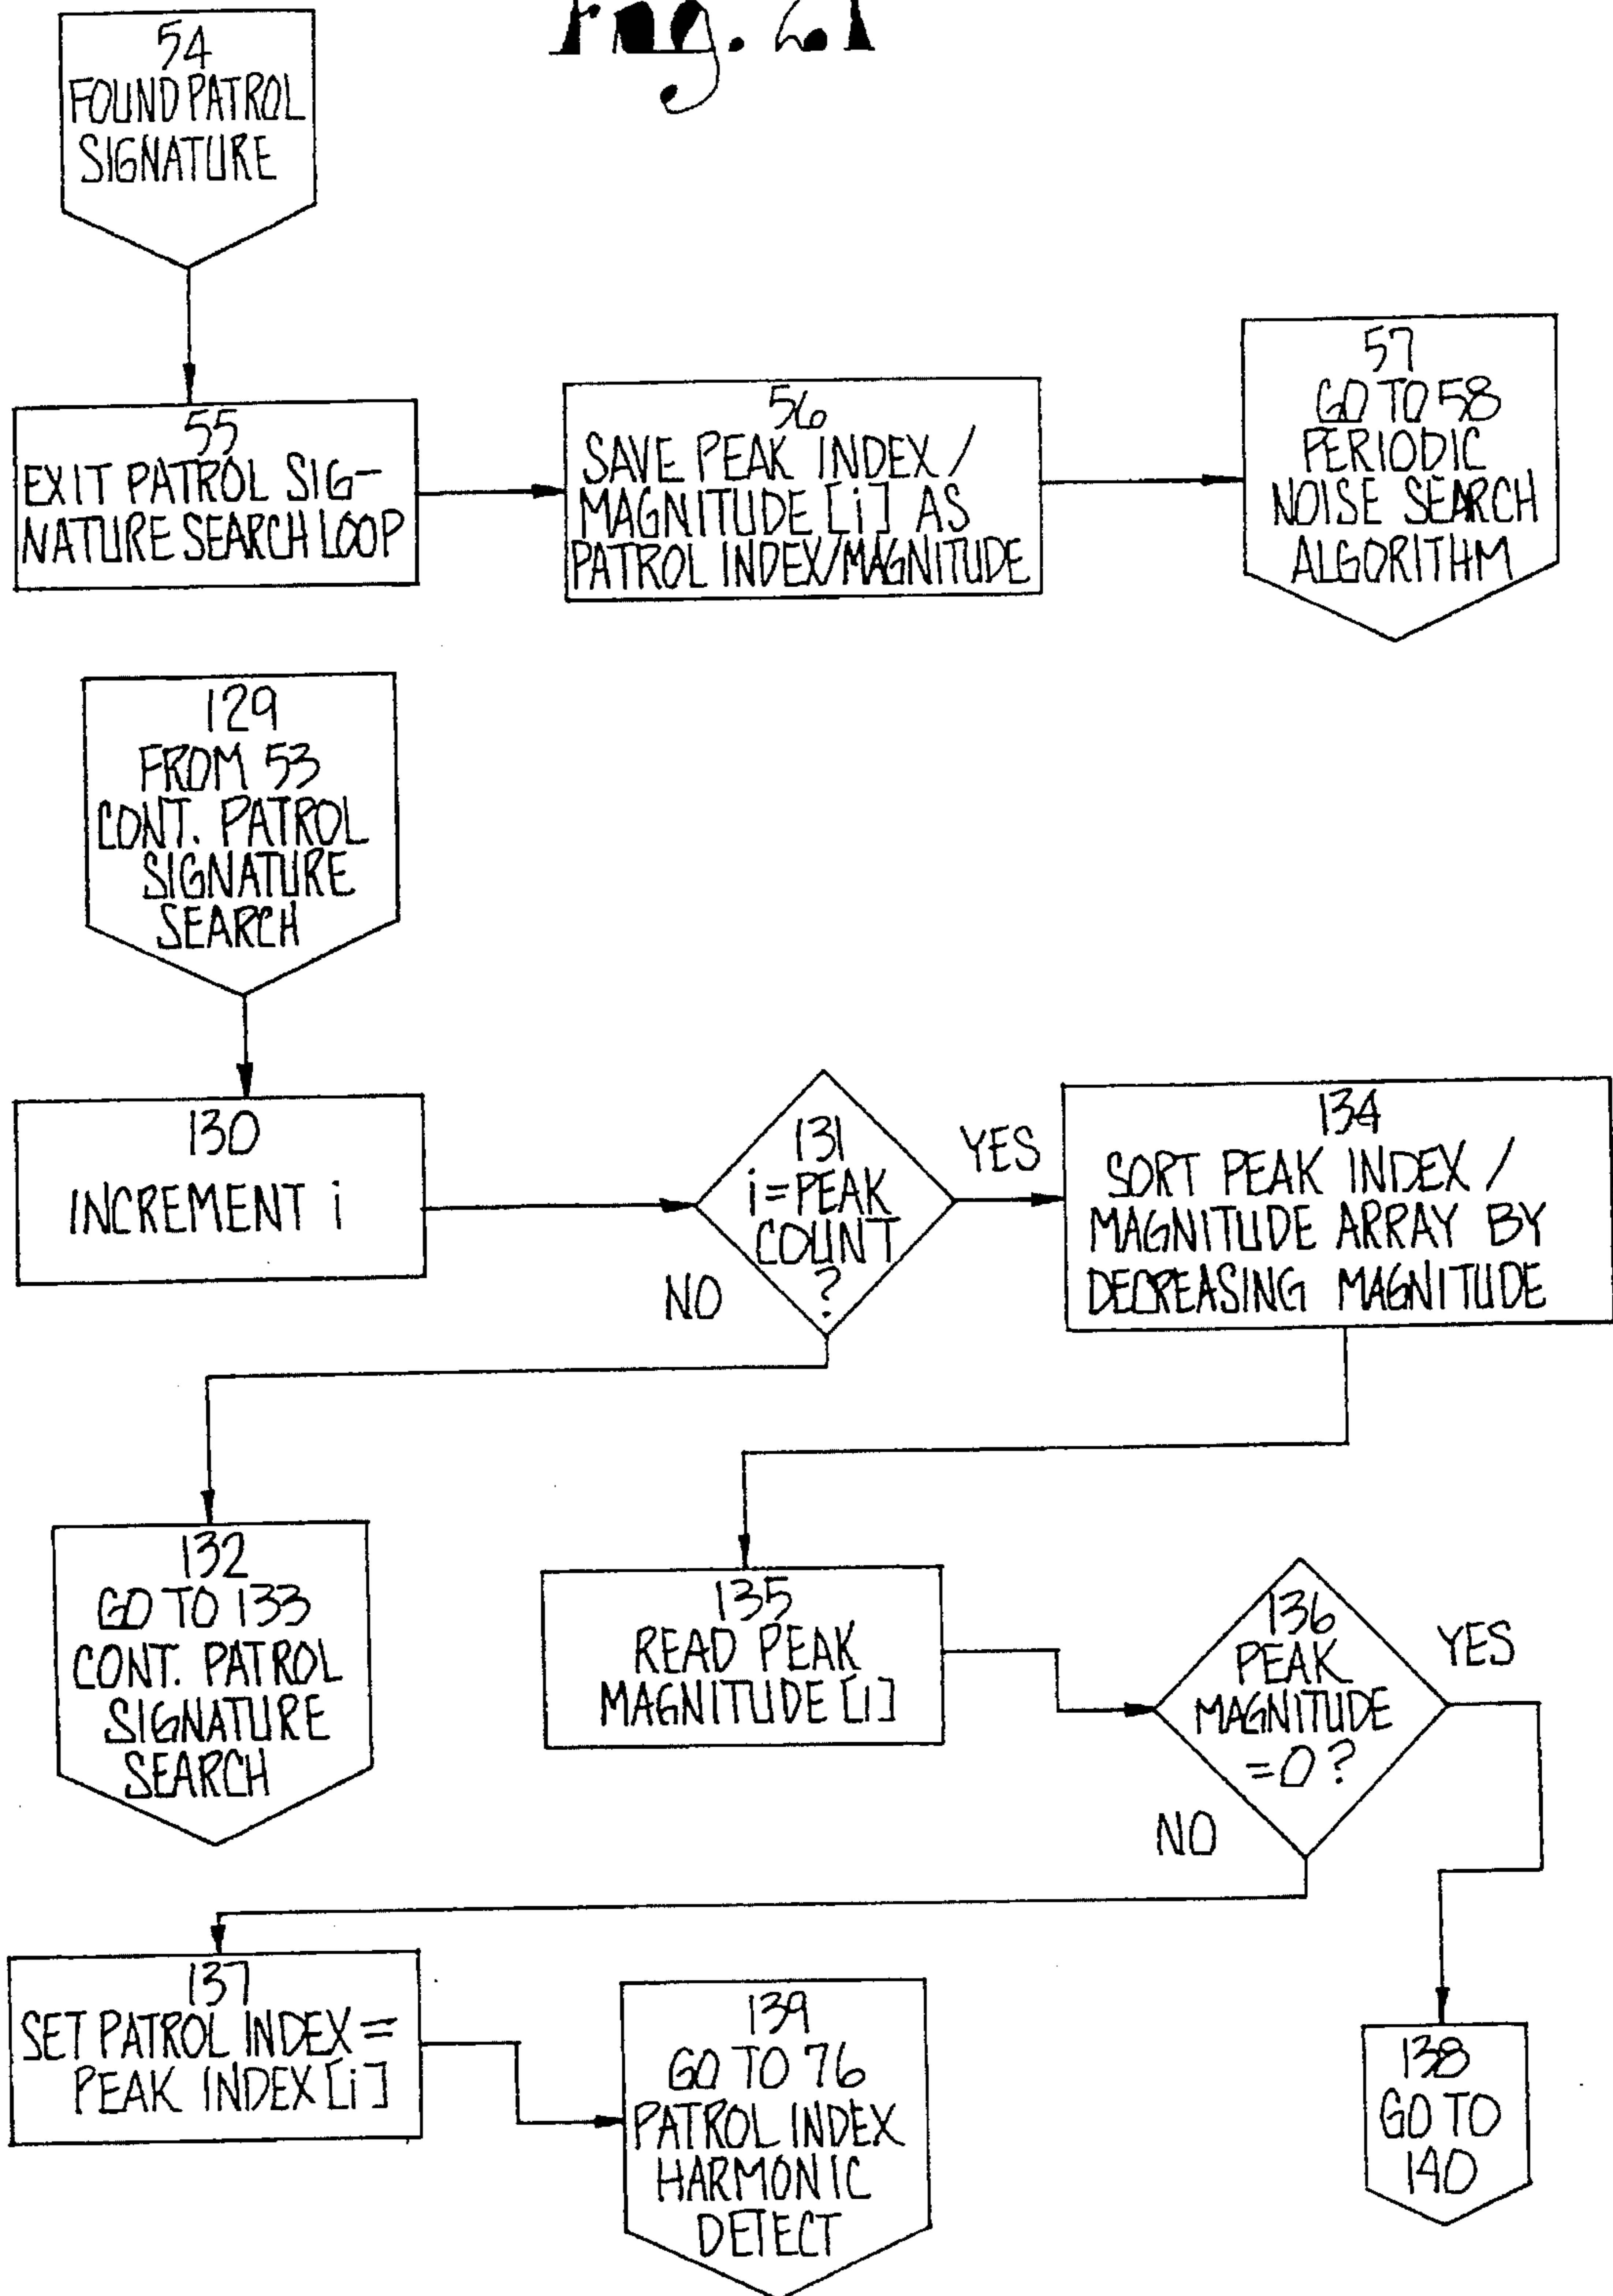 Fig. 21
54
FOUND PATROL
SIGNATURE
55
EXIT PATROL SIG-
NATURE SEARCH LOOP
56
SAVE PEAK INDEX /
MAGNITUDE [i] AS
PATROL INDEX/MAGNITUDE
57
GO TO 58
PERIODIC
NOISE SEARCH
ALGORITHM
129
FROM 53
CONT. PATROL
SIGNATURE
SEARCH
130
INCREMENT i
131
i=PEAK
COUNT
?
YES
NO
134
SORT PEAK INDEX /
MAGNITUDE ARRAY BY
DECREASING MAGNITUDE
132
GO TO 133
CONT. PATROL
SIGNATURE
SEARCH
135
READ PEAK
MAGNITUDE [i]
136
PEAK
MAGNITUDE
=0?
YES
NO
137
SET PATROL INDEX =
PEAK INDEX [i]
139
GO TO 76
PATROL INDEX
HARMONIC
DETECT
138
GO TO
140